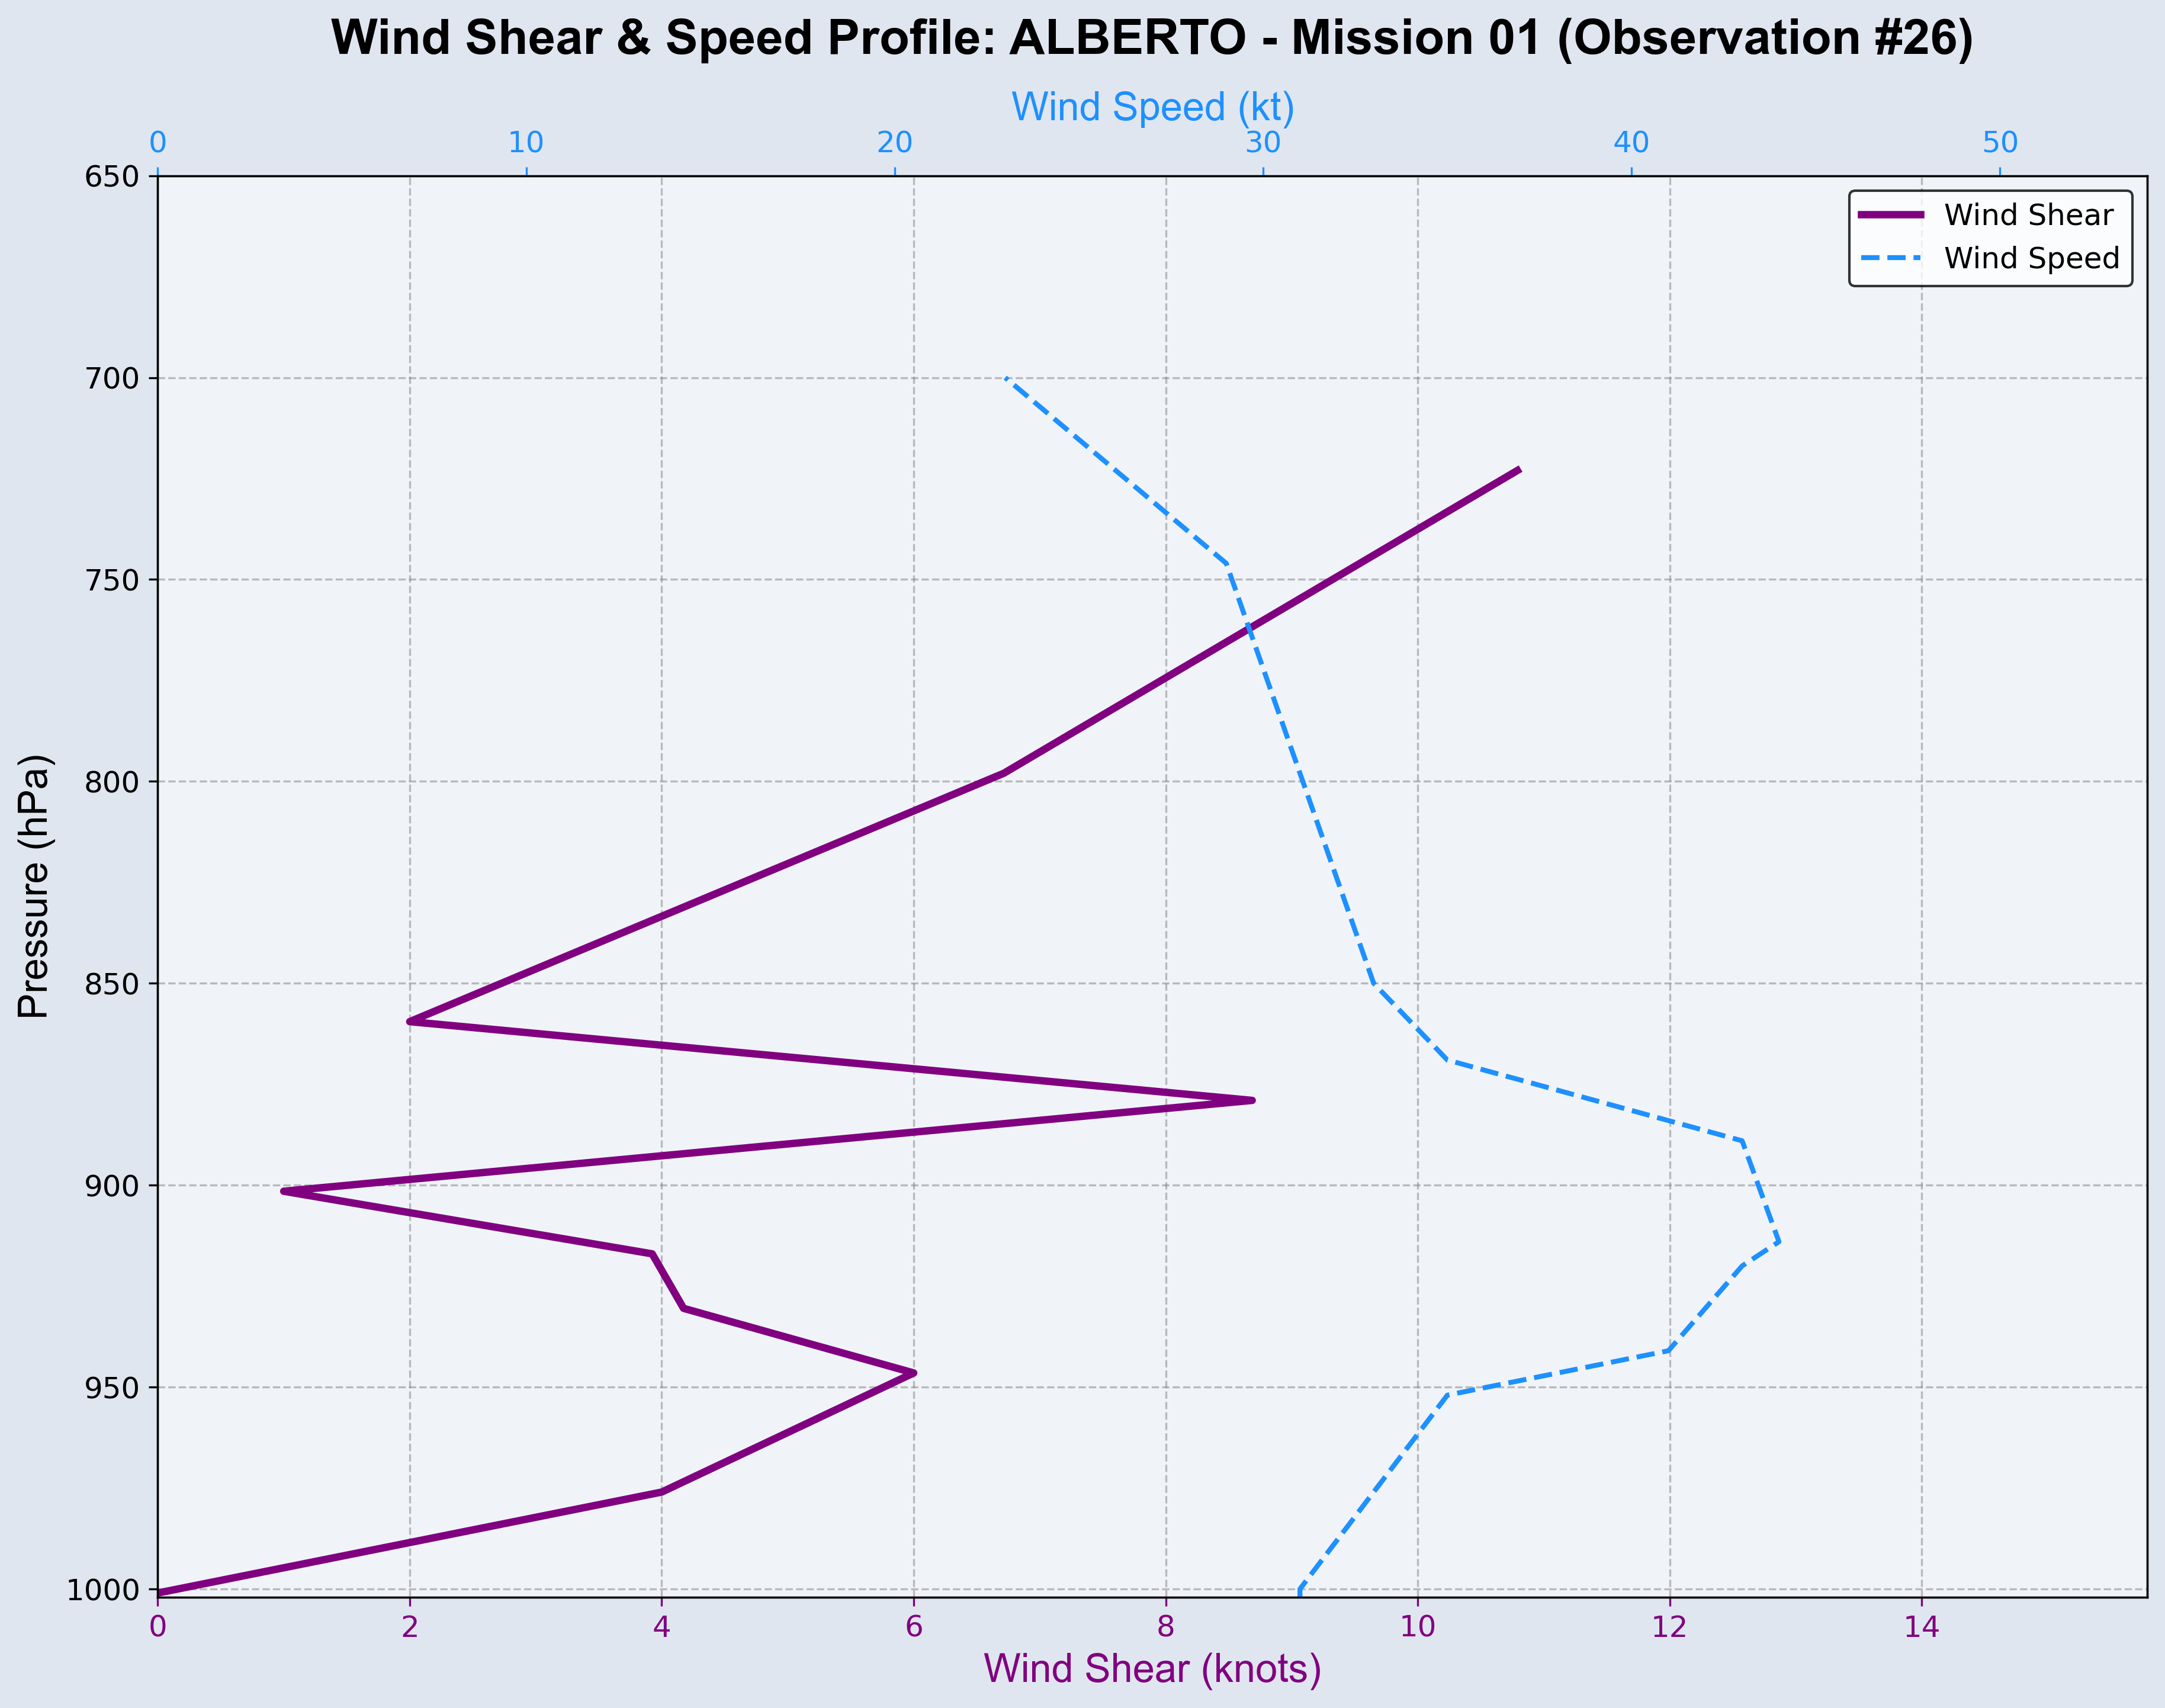 Wind Shear & Speed Profile: ALBERTO - Mission 01 (Observation #26)
Wind Speed (kt)
0 10 20 30 40 50
Wind Shear
Wind Speed
Pressure (hPa)
650
700
750
800
850
900
950
1000
0 2 4 6 8 10 12 14
Wind Shear (knots)